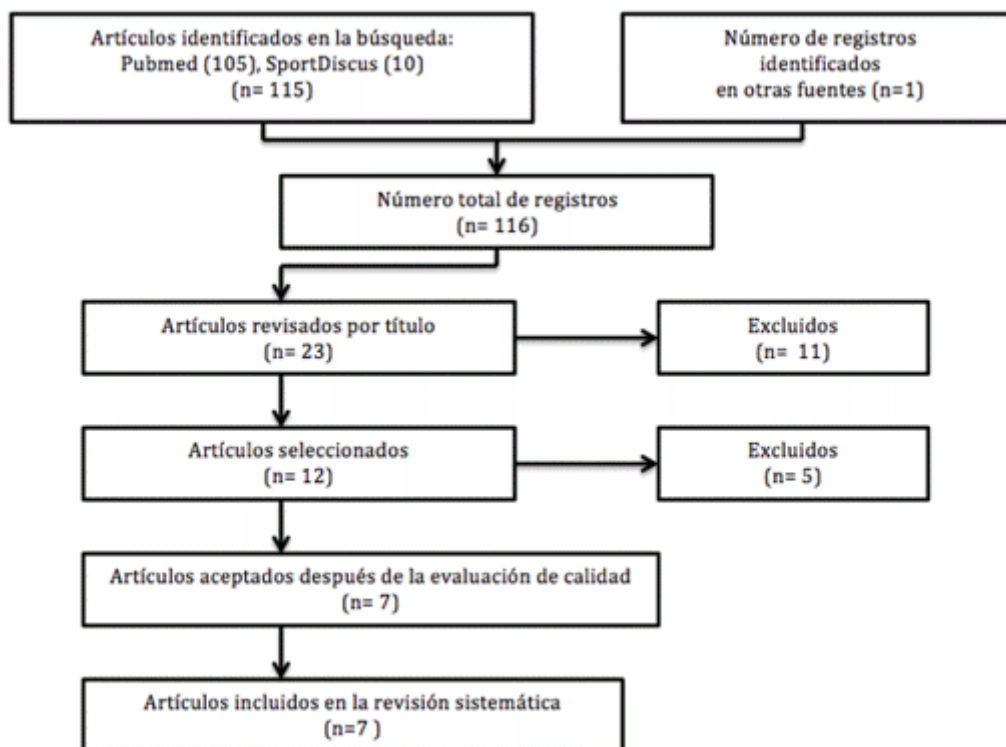 Artículos identificados en la búsqueda:
Pubmed (105), SportDiscus (10)
(n= 115)
Número de registros
identificados
en otras fuentes (n=1)
Número total de registros
(n= 116)
Artículos revisados por título
(n= 23)
Excluidos
(n= 11)
Artículos seleccionados
(n= 12)
Excluidos
(n= 5)
Artículos aceptados después de la evaluación de calidad
(n= 7)
Artículos incluidos en la revisión sistemática
(n=7 )